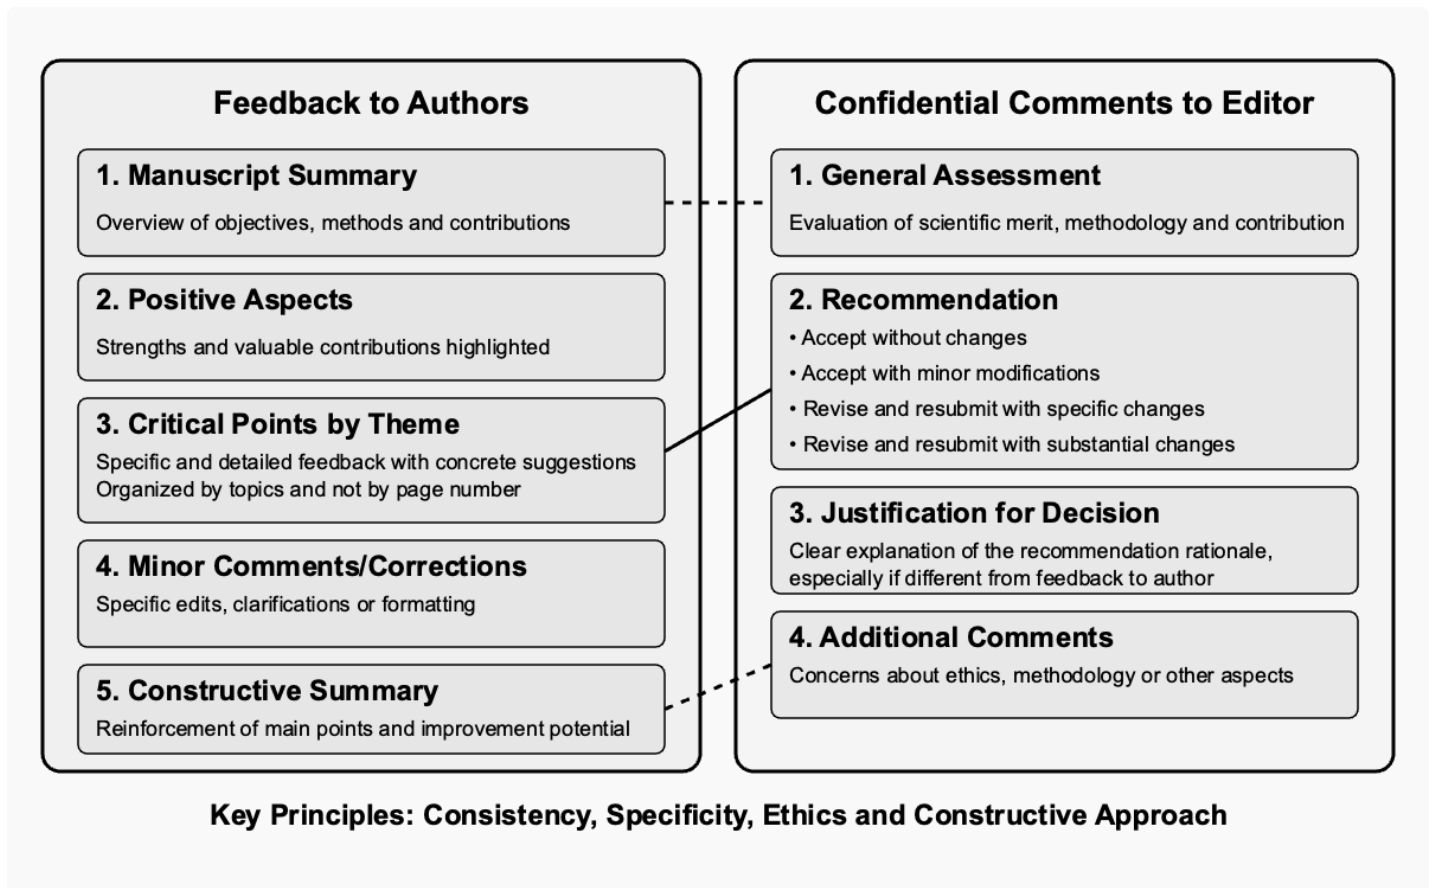 Feedback to Authors
1. Manuscript Summary
Overview of objectives, methods and contributions
2. Positive Aspects
Strengths and valuable contributions highlighted
3. Critical Points by Theme
Specific and detailed feedback with concrete suggestions
Organized by topics and not by page number
4. Minor Comments/Corrections
Specific edits, clarifications or formatting
5. Constructive Summary
Reinforcement of main points and improvement potential
Confidential Comments to Editor
1. General Assessment
Evaluation of scientific merit, methodology and contribution
2. Recommendation
• Accept without changes
• Accept with minor modifications
• Revise and resubmit with specific changes
• Revise and resubmit with substantial changes
3. Justification for Decision
Clear explanation of the recommendation rationale,
especially if different from feedback to author
4. Additional Comments
Concerns about ethics, methodology or other aspects
Key Principles: Consistency, Specificity, Ethics and Constructive Approach